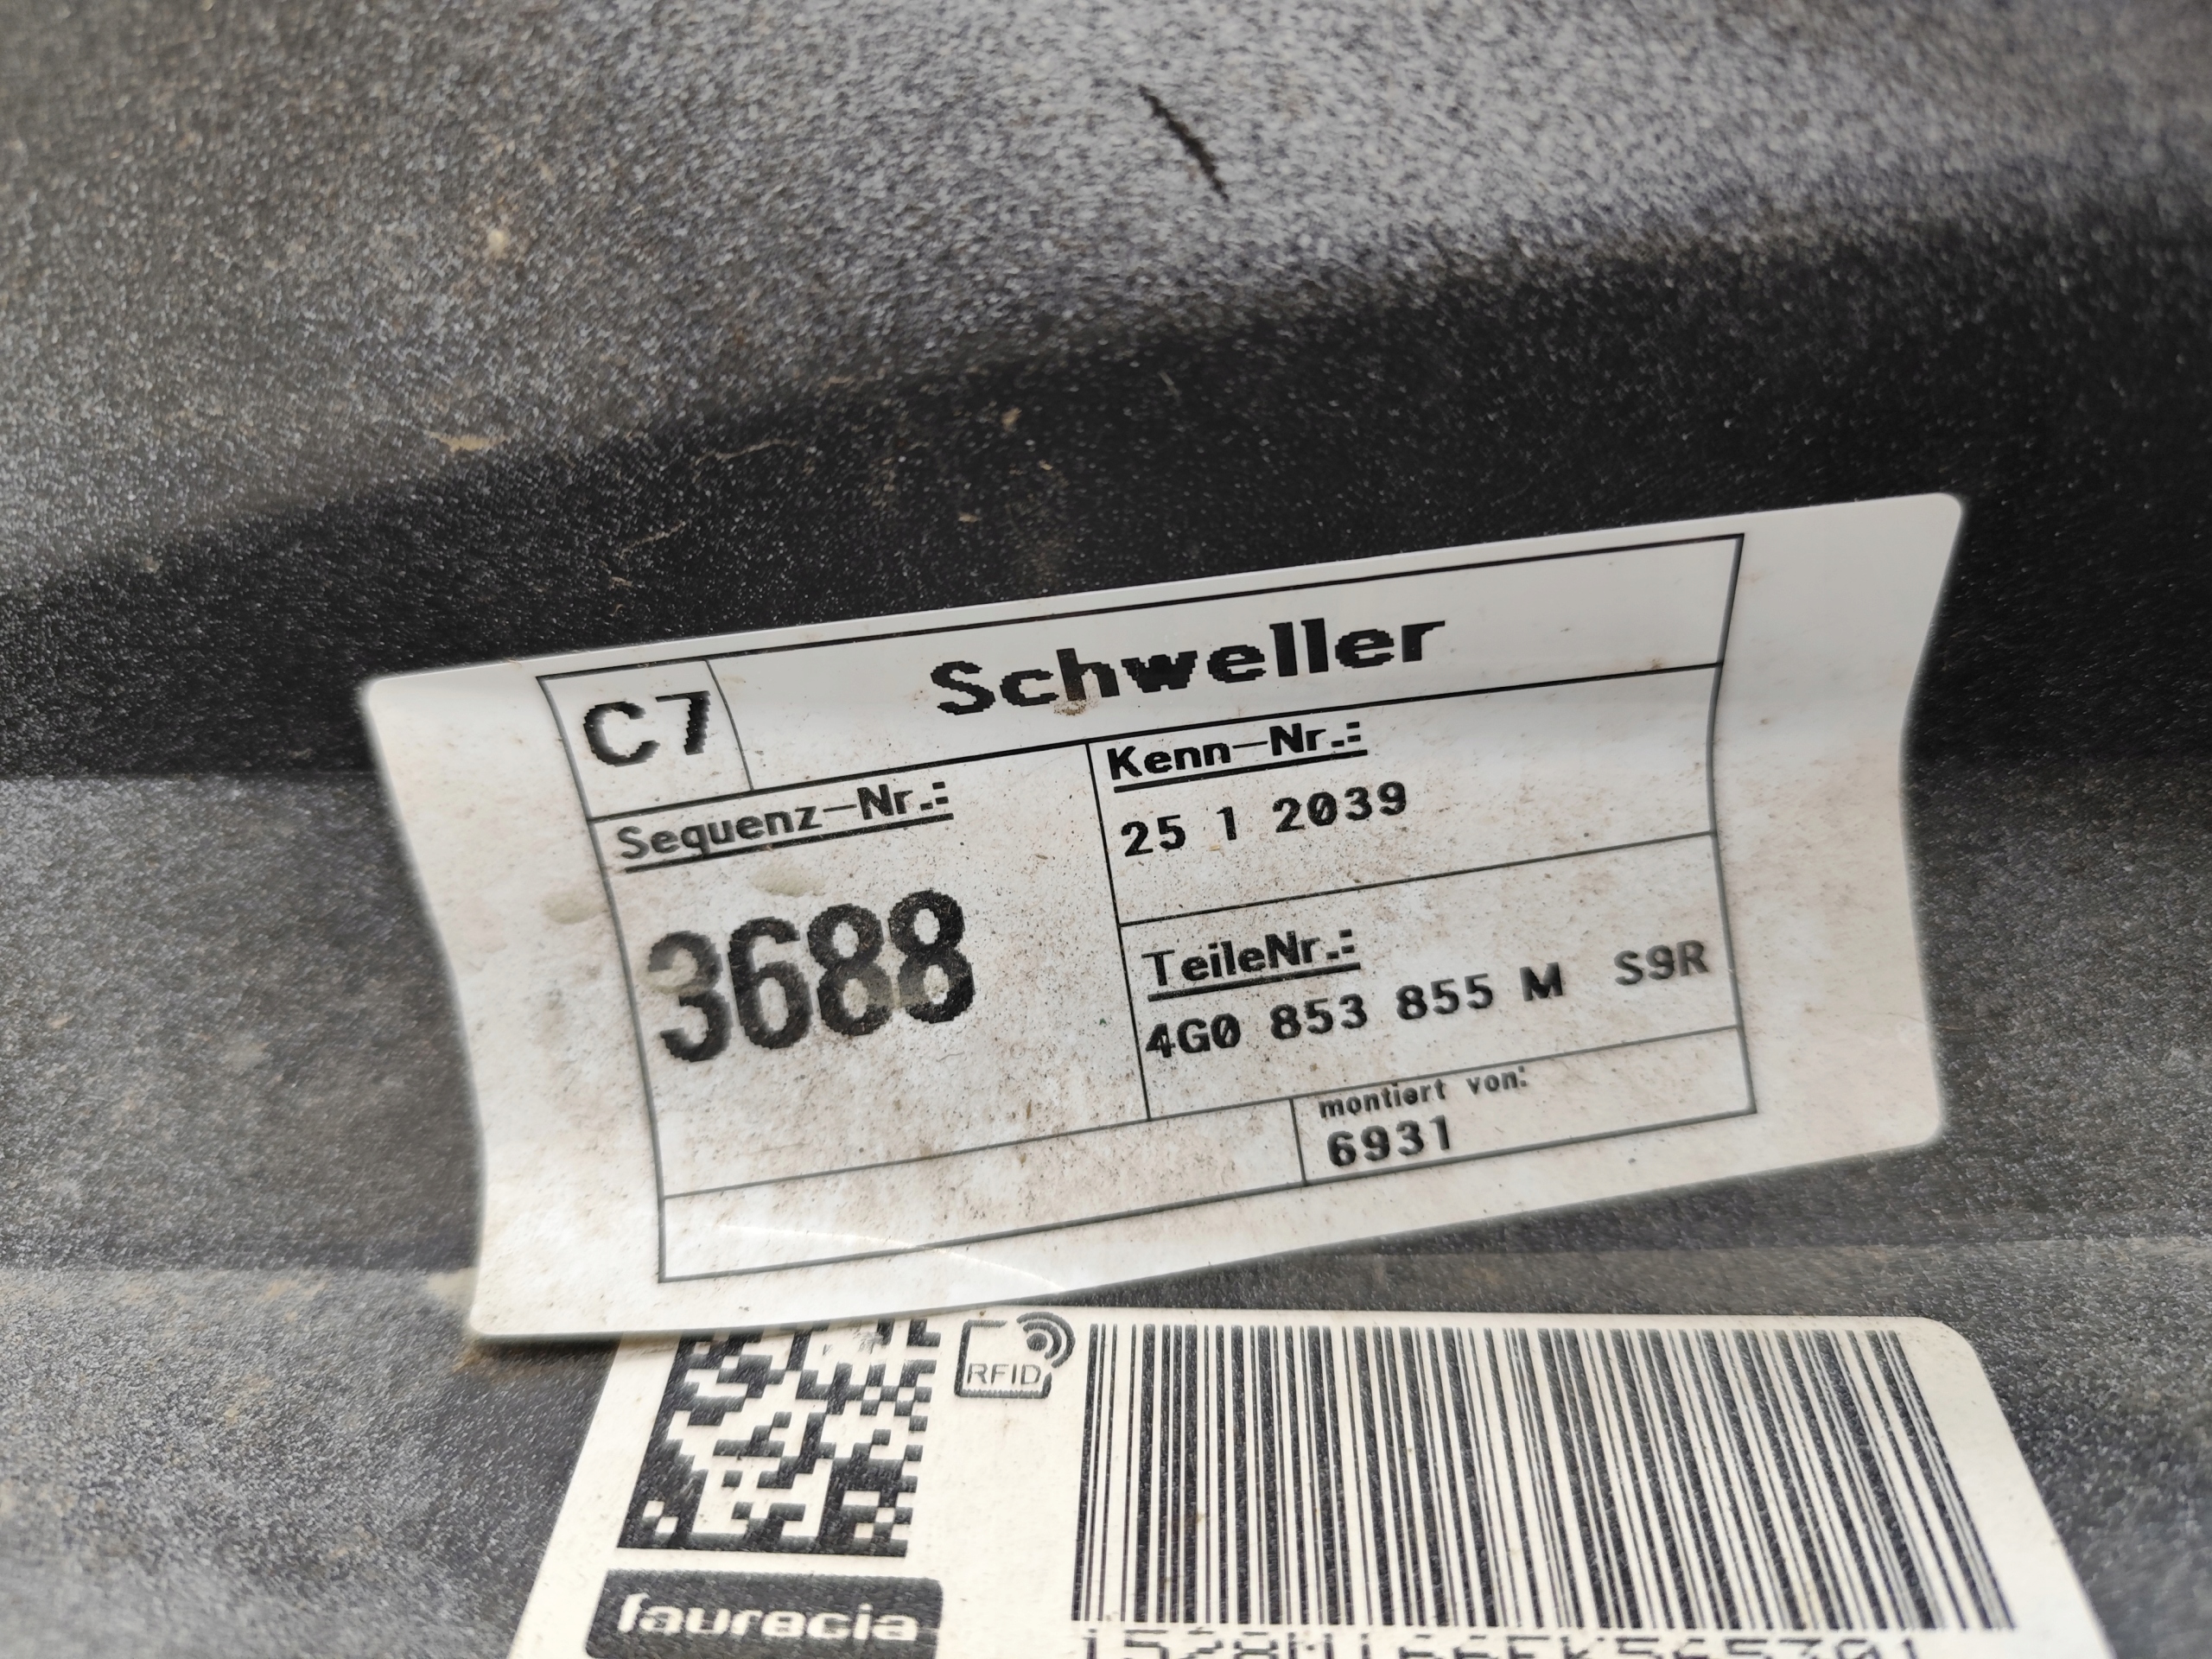 C7
Schweller
Sequenz-Nr.:
3688
Kenn-Nr.:
25 1 2039
TeileNr.:
4G0 853 855 M S9R
montiert von:
6931
RFID
faurecia